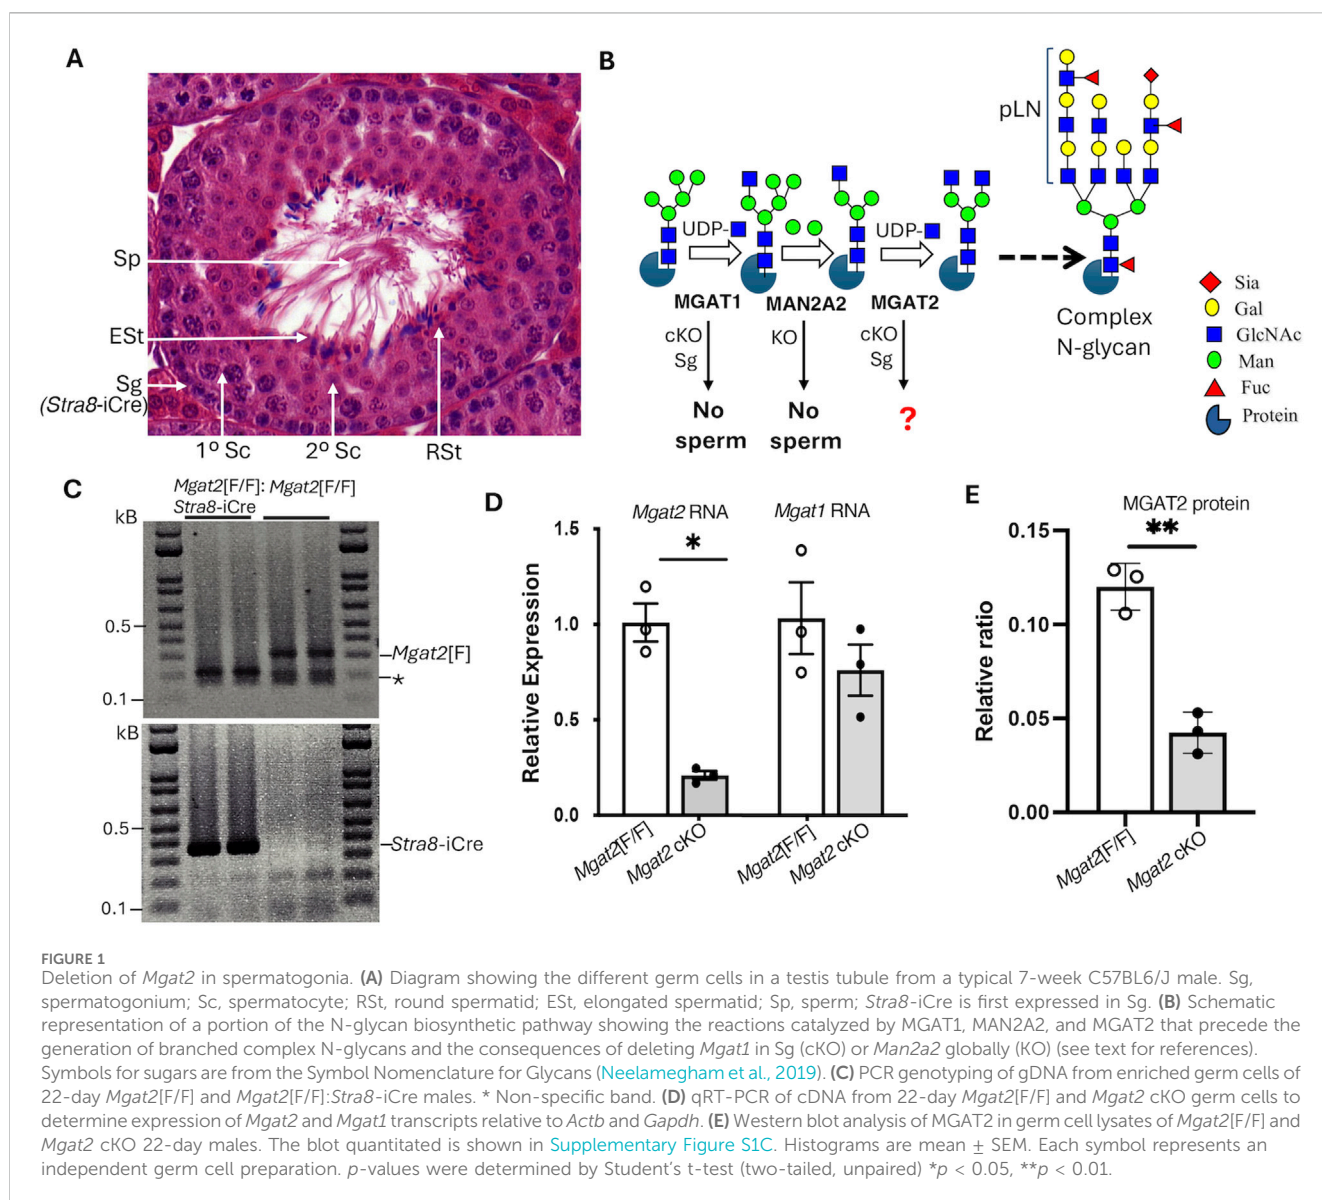 A
Sp
ESt
Sg
(Stra8-iCre)
1º Sc
2º Sc
RSt
B
pLN
UDP-
UDP-
MGAT1
MAN2A2
MGAT2
cKO
Sg
KO
cKO
Sg
No
sperm
No
sperm
?
Complex
N-glycan
Sia
Gal
GlcNAc
Man
Fuc
Protein
C
Mgat2[F/F]: Mgat2[F/F]
Stra8-iCre
kB
0.5
Mgat2[F]
*
0.1
kB
0.5
Stra8-iCre
0.1
D
Mgat2 RNA
Mgat1 RNA
*
Relative Expression
1.5
1.0
0.5
0.0
Mgat2[F/F]
Mgat2 cKO
Mgat2[F/F]
Mgat2 cKO
E
MGAT2 protein
**
Relative ratio
0.15
0.10
0.05
0.00
Mgat2[F/F]
Mgat2 cKO
FIGURE 1
Deletion of Mgat2 in spermatogonia. (A) Diagram showing the different germ cells in a testis tubule from a typical 7-week C57BL6/J male. Sg,
spermatogonium; Sc, spermatocyte; RSt, round spermatid; ESt, elongated spermatid; Sp, sperm; Stra8-iCre is first expressed in Sg. (B) Schematic
representation of a portion of the N-glycan biosynthetic pathway showing the reactions catalyzed by MGAT1, MAN2A2, and MGAT2 that precede the
generation of branched complex N-glycans and the consequences of deleting Mgat1 in Sg (cKO) or Man2a2 globally (KO) (see text for references).
Symbols for sugars are from the Symbol Nomenclature for Glycans (Neelamegham et al., 2019). (C) PCR genotyping of gDNA from enriched germ cells of
22-day Mgat2[F/F] and Mgat2[F/F]:Stra8-iCre males. * Non-specific band. (D) qRT-PCR of cDNA from 22-day Mgat2[F/F] and Mgat2 cKO germ cells to
determine expression of Mgat2 and Mgat1 transcripts relative to Actb and Gapdh. (E) Western blot analysis of MGAT2 in germ cell lysates of Mgat2[F/F] and
Mgat2 cKO 22-day males. The blot quantitated is shown in Supplementary Figure S1C. Histograms are mean ± SEM. Each symbol represents an
independent germ cell preparation. p-values were determined by Student's t-test (two-tailed, unpaired) *p < 0.05, **p < 0.01.